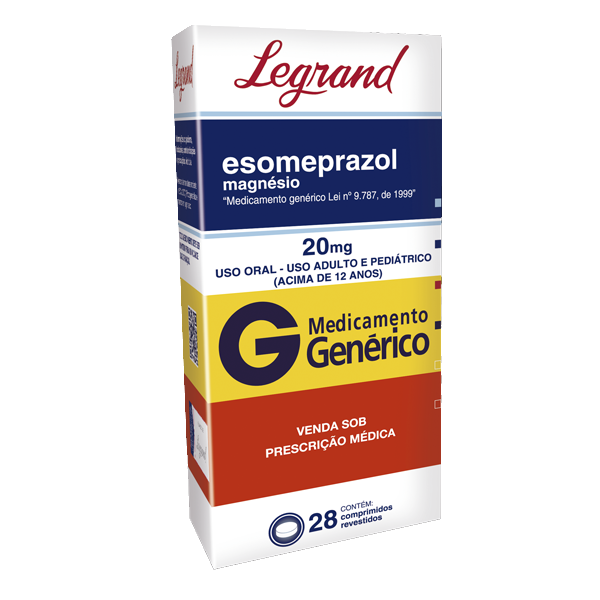 Legrand
esomeprazol
magnésio
"Medicamento genérico Lei nº 9.787, de 1999"
20mg
USO ORAL - USO ADULTO E PEDIÁTRICO
(ACIMA DE 12 ANOS)
G Medicamento
Genérico
VENDA SOB
PRESCRIÇÃO MÉDICA
CONTÉM:
28 comprimidos
revestidos